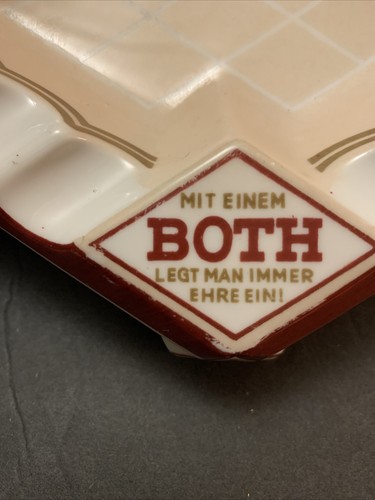 MIT EINEM
BOTH
LEGT MAN IMMER
EHRE EIN!